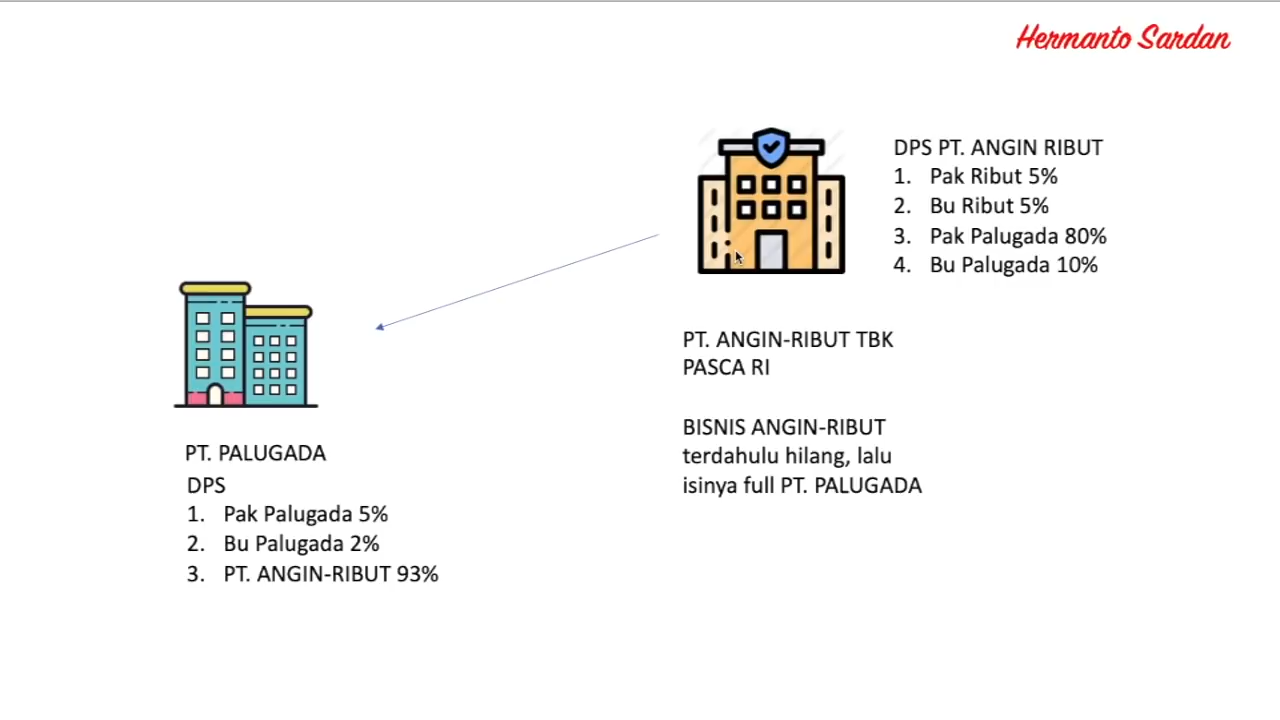 Hermanto Sardan
DPS PT. ANGIN RIBUT
1. Pak Ribut 5%
2. Bu Ribut 5%
3. Pak Palugada 80%
4. Bu Palugada 10%
PT. ANGIN-RIBUT TBK
PASCA RI
BISNIS ANGIN-RIBUT
terdahulu hilang, lalu
isinya full PT. PALUGADA
PT. PALUGADA
DPS
1. Pak Palugada 5%
2. Bu Palugada 2%
3. PT. ANGIN-RIBUT 93%